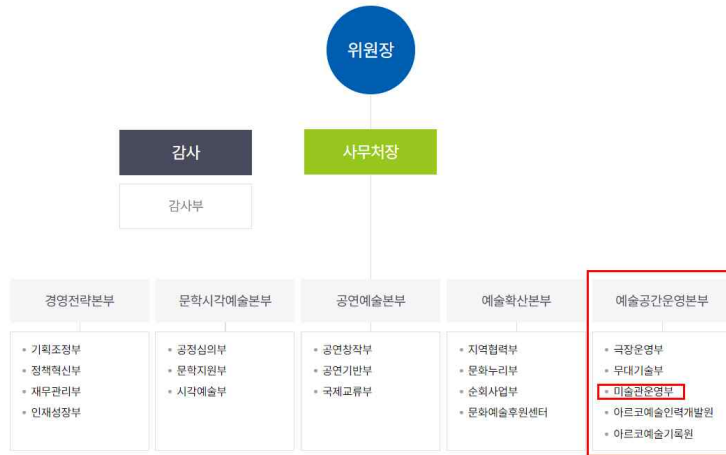 위원장
감사
사무처장
감사부
경영전략본부
• 기획조정부
• 정책혁신부
• 재무관리부
• 인재성장부
문학시각예술본부
• 공정심의부
• 문학지원부
• 시각예술부
공연예술본부
• 공연창작부
• 공연기반부
• 국제교류부
예술확산본부
• 지역협력부
• 문화누리부
• 순회사업부
• 문화예술후원센터
예술공간운영본부
• 극장운영부
• 무대기술부
• 미술관운영부
• 아르코예술인력개발원
• 아르코예술기록원